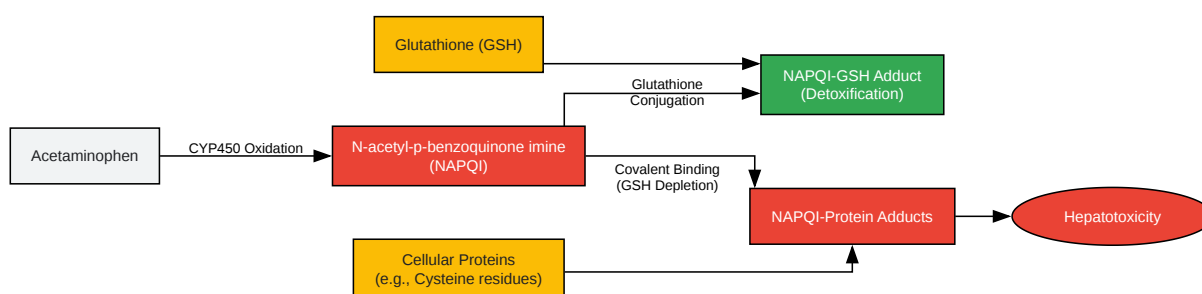 Glutathione (GSH)
NAPQI-GSH Adduct
(Detoxification)
Glutathione
Conjugation
Acetaminophen
CYP450 Oxidation
N-acetyl-p-benzoquinone imine
(NAPQI)
Covalent Binding
(GSH Depletion)
NAPQI-Protein Adducts
Hepatotoxicity
Cellular Proteins
(e.g., Cysteine residues)